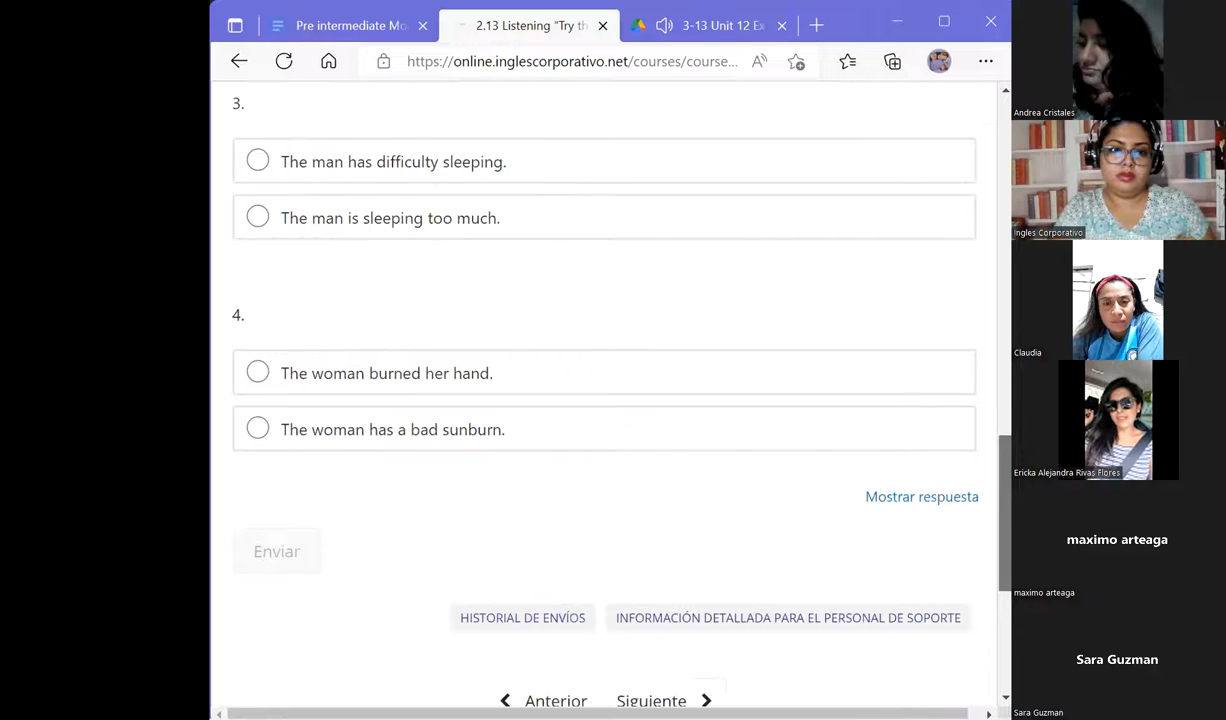 Pre intermediate Mo
2.13 Listening "Try th
3-13 Unit 12 Ex
https://online.inglescorporativo.net/courses/course...
3.
The man has difficulty sleeping.
The man is sleeping too much.
4.
The woman burned her hand.
The woman has a bad sunburn.
Mostrar respuesta
Enviar
HISTORIAL DE ENVÍOS
INFORMACIÓN DETALLADA PARA EL PERSONAL DE SOPORTE
Anterior
Siguiente
Andrea Cristales
Ingles Corporativo
Claudia
Ericka Alejandra Rivas Flores
maximo arteaga
maximo arteaga
Sara Guzman
Sara Guzman